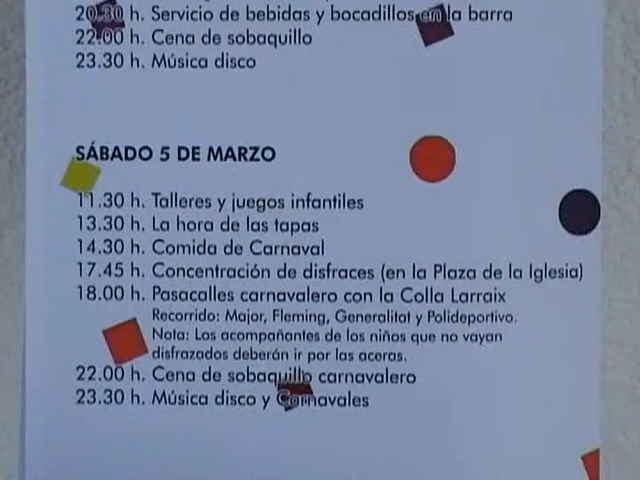 20.30 h. Servicio de bebidas y bocadillos en la barra
22.00 h. Cena de sobaquillo
23.30 h. Música disco
SÁBADO 5 DE MARZO
11.30 h. Talleres y juegos infantiles
13.30 h. La hora de las tapas
14.30 h. Comida de Carnaval
17.45 h. Concentración de disfraces (en la Plaza de la Iglesia)
18.00 h. Pasacalles carnavalero con la Colla Larraix
Recorrido: Major, Fleming, Generalitat y Polideportivo.
Nota: Los acompañantes de los niños que no vayan
disfrazados deberán ir por las aceras.
22.00 h. Cena de sobaquillo carnavalero
23.30 h. Música disco y Carnavales